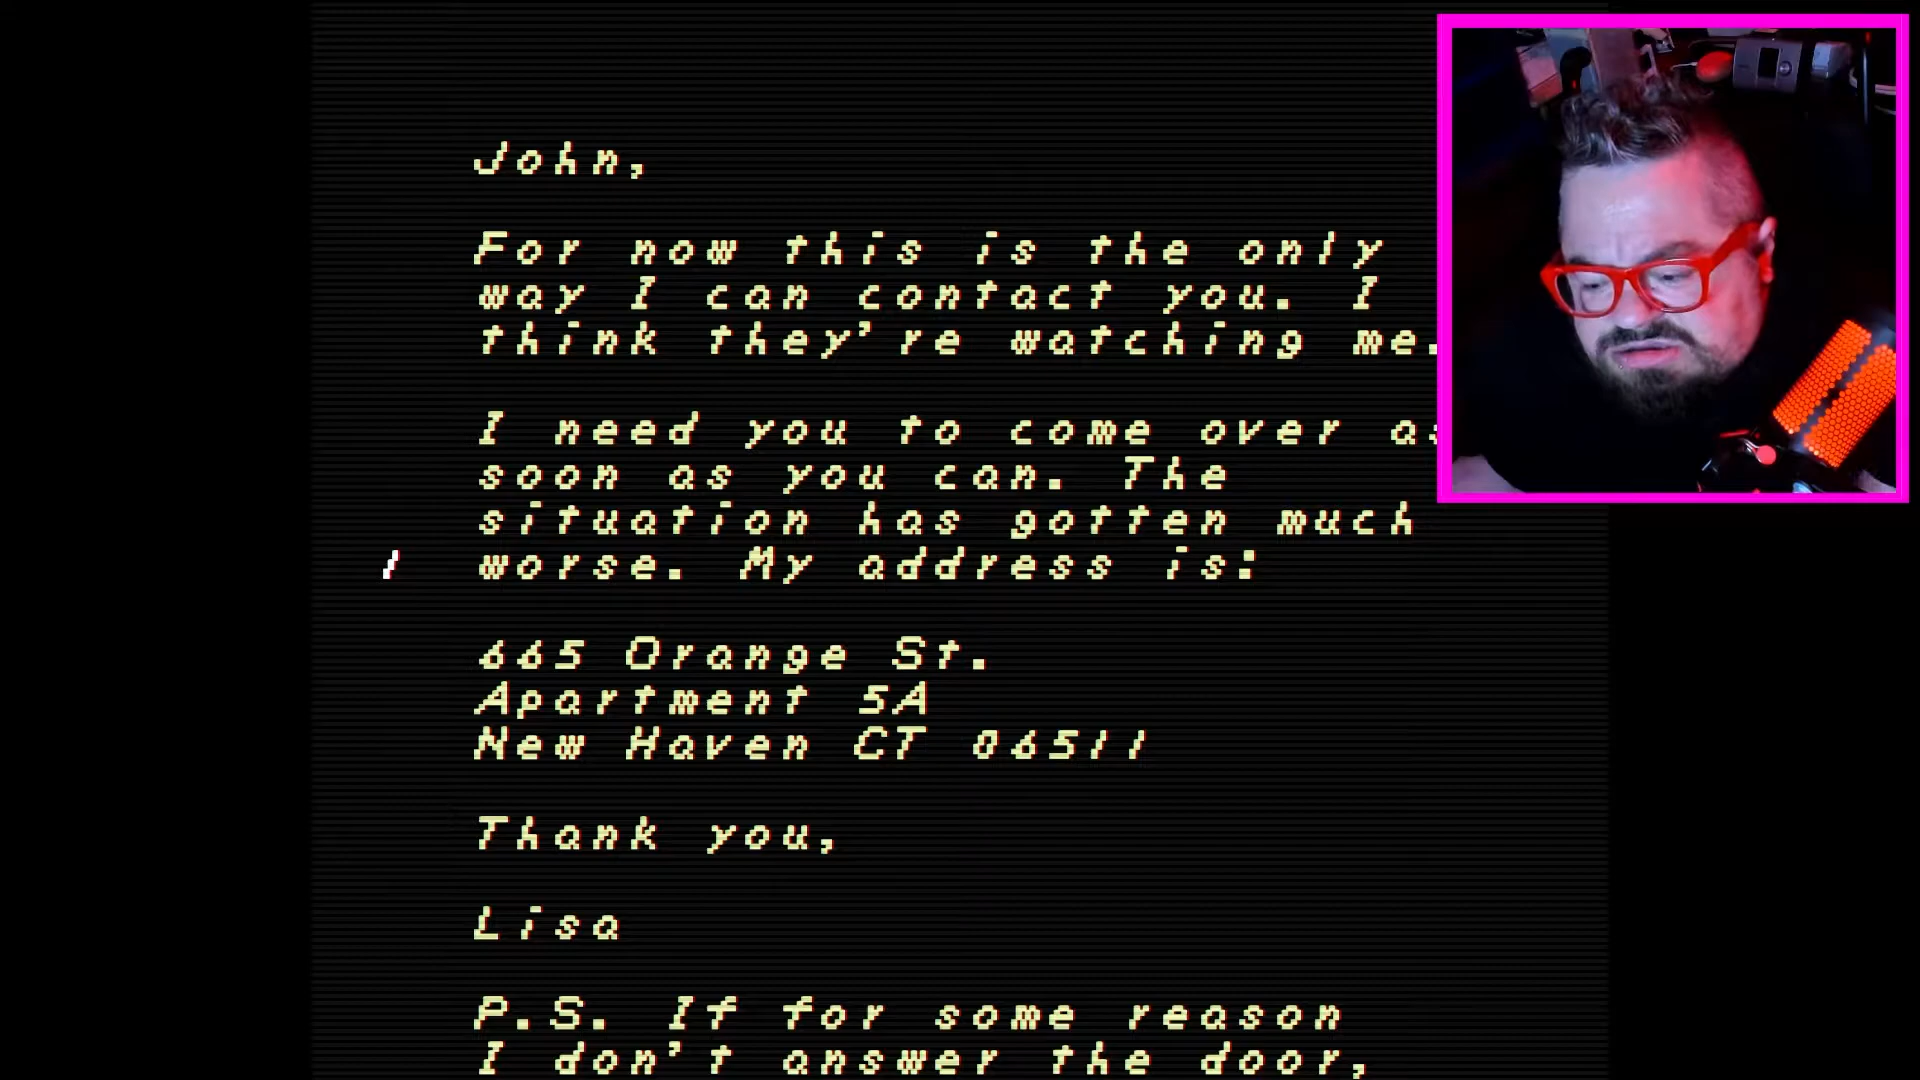 John,
For now this is the only
way I can contact you. I
think they're watching me.
I need you to come over as
soon as you can. The
situation has gotten much
worse. My address is:
665 Orange St.
Apartment 5A
New Haven CT 06511
Thank you,
Lisa
P.S. If for some reason
I don't answer the door,